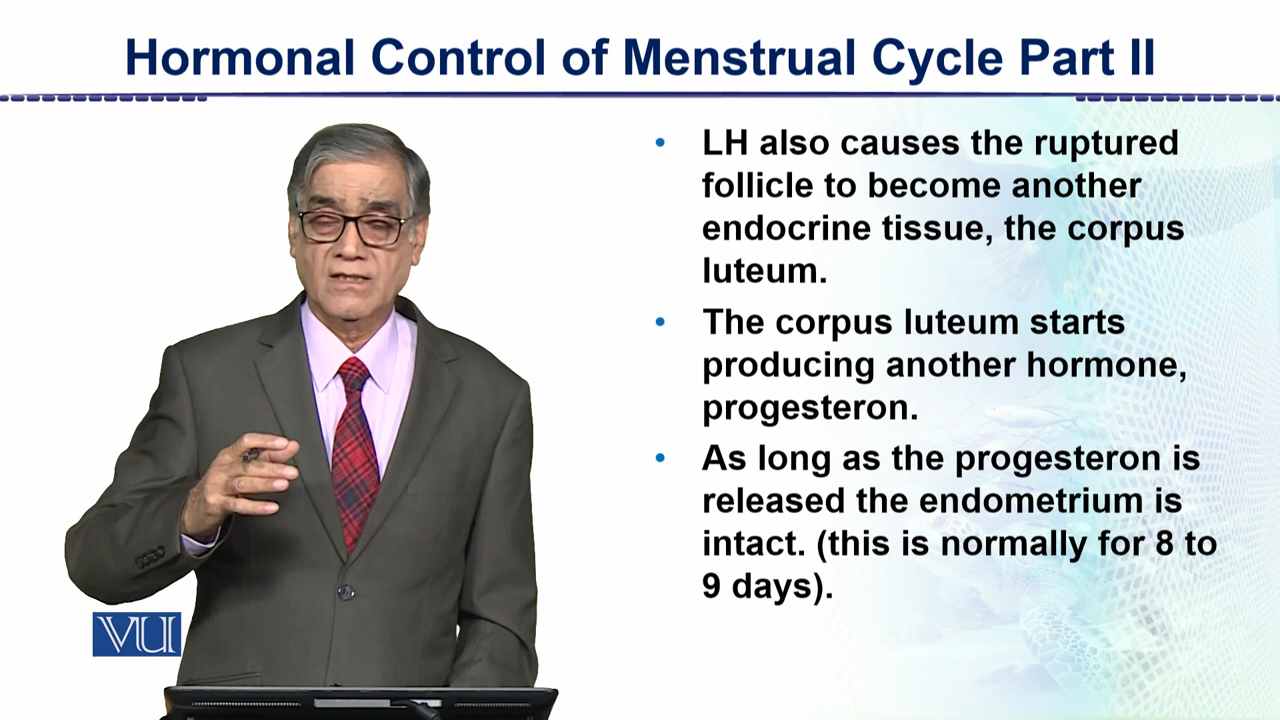 Hormonal Control of Menstrual Cycle Part II
• LH also causes the ruptured
follicle to become another
endocrine tissue, the corpus
luteum.
• The corpus luteum starts
producing another hormone,
progesteron.
• As long as the progesteron is
released the endometrium is
intact. (this is normally for 8 to
9 days).
VU